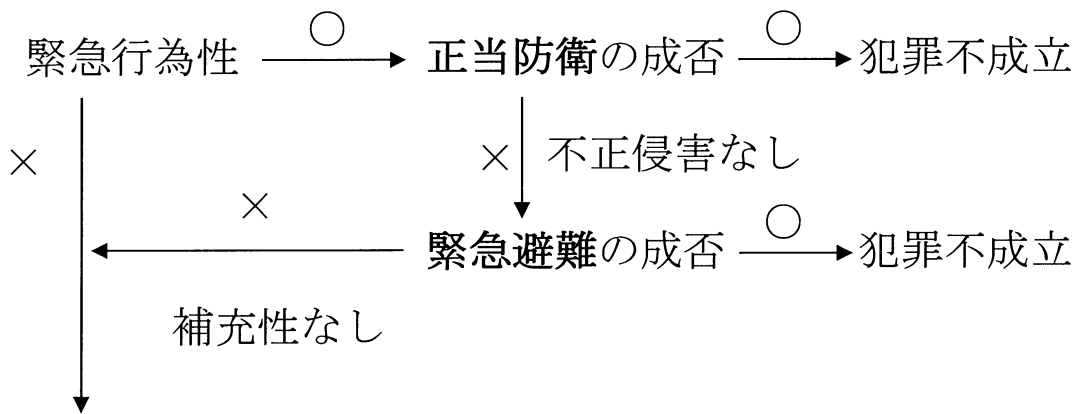 緊急行為性 ○ 正当防衛の成否 ○ 犯罪不成立
× × 不正侵害なし
× 緊急避難の成否 ○ 犯罪不成立
補充性なし